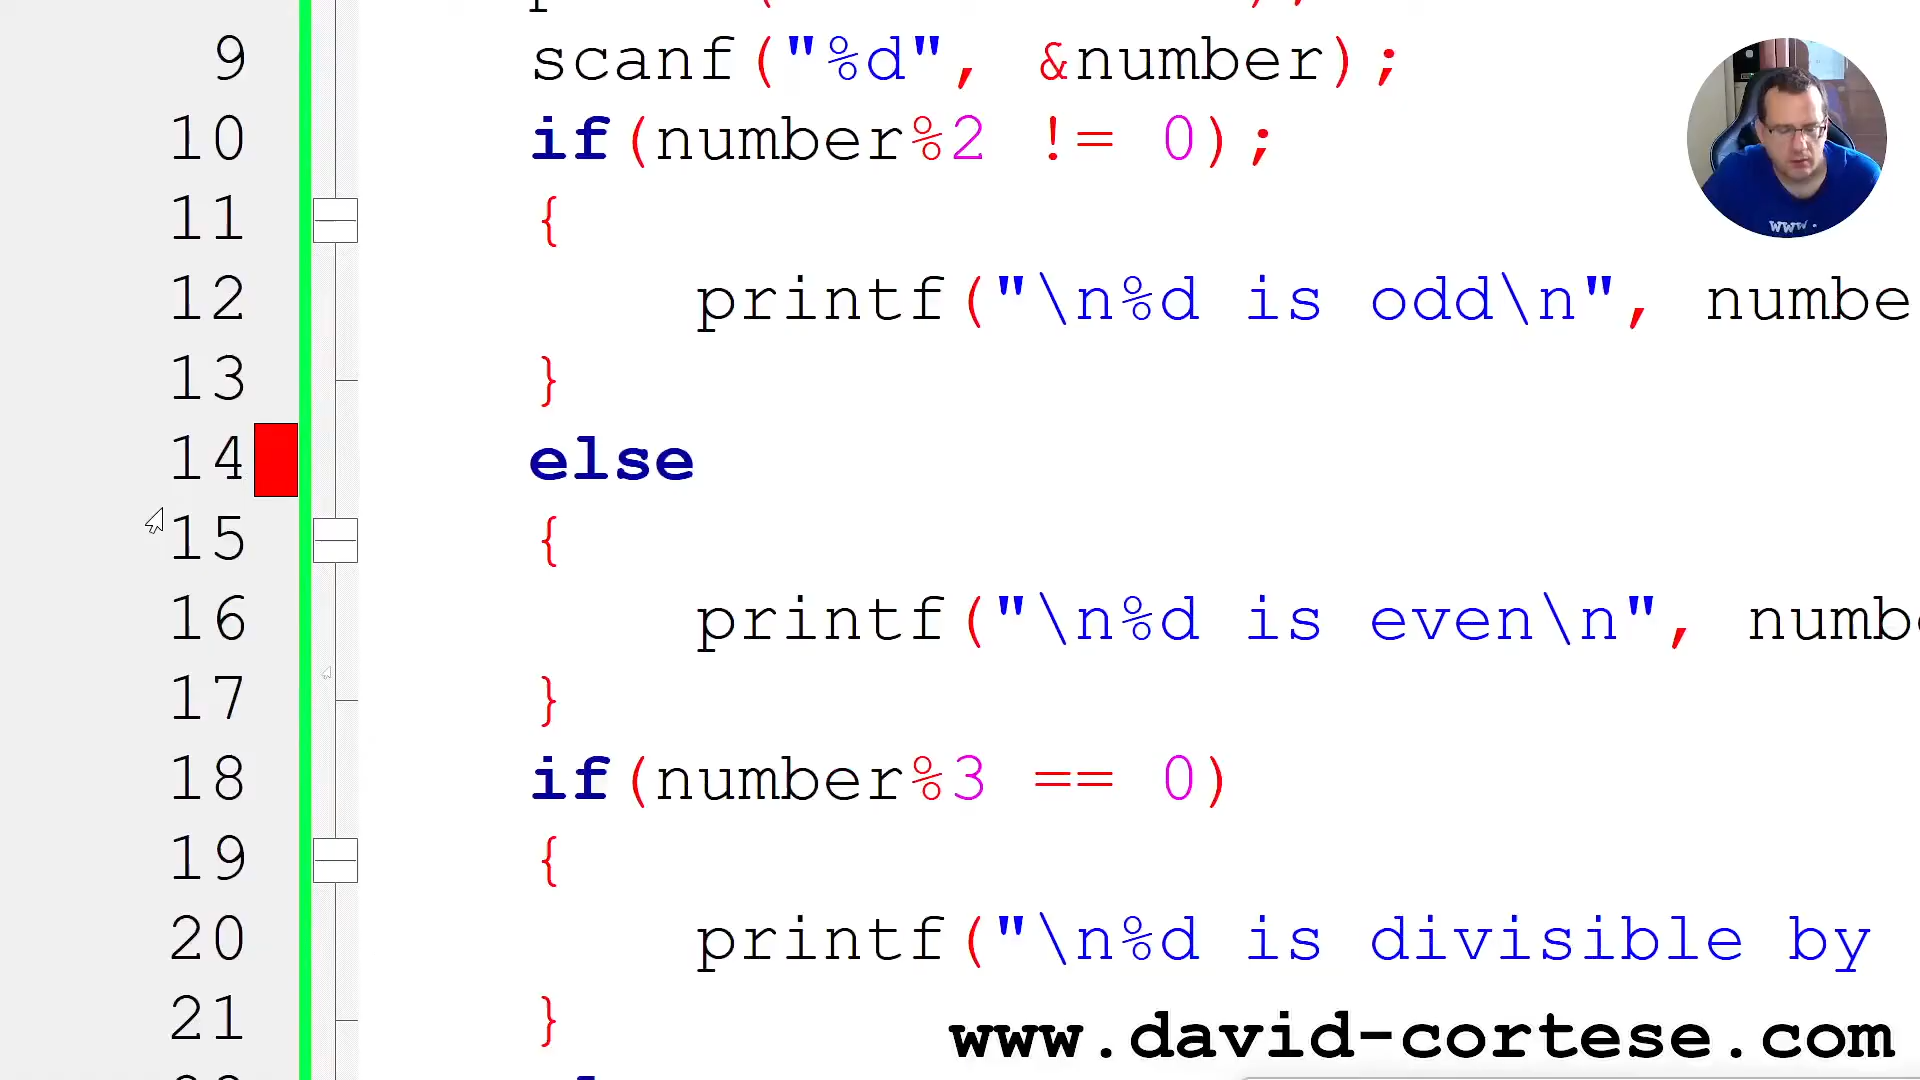 9 scanf("%d", &number);
10 if(number%2 != 0);
11 {
12 printf("\n%d is odd\n", numbe
13 }
14 else
15 {
16 printf("\n%d is even\n", numb
17 }
18 if(number%3 == 0)
19 {
20 printf("\n%d is divisible by
21 }
www.david-cortese.com
www.